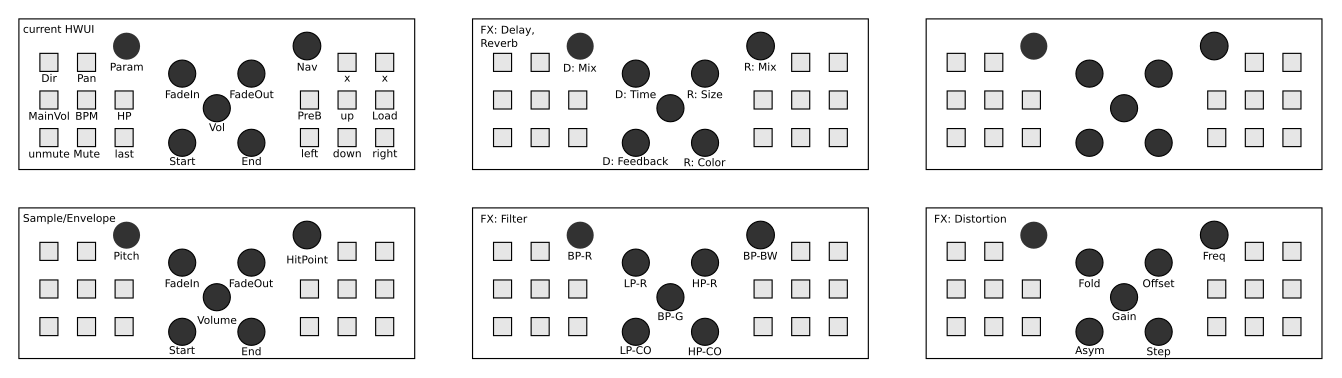 current HWUI
Param
Nav
Dir Pan
x x
FadeIn FadeOut
MainVol BPM HP
Vol
PreB up Load
unmute Mute last
Start End
left down right
FX: Delay,
Reverb
D: Mix
R: Mix
D: Time R: Size
D: Feedback R: Color
Sample/Envelope
Pitch
HitPoint
FadeIn FadeOut
Volume
Start End
FX: Filter
BP-R
BP-BW
LP-R HP-R
BP-G
LP-CO HP-CO
FX: Distortion
Freq
Fold Offset
Gain
Asym Step